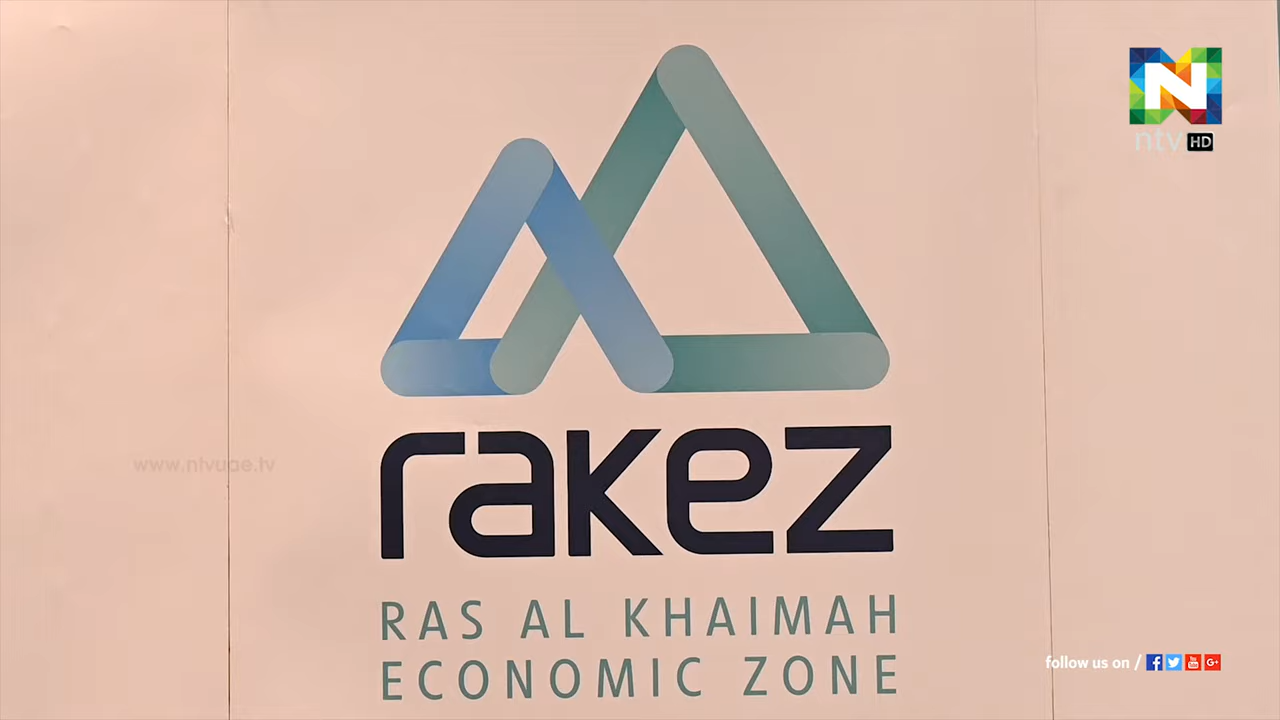 N
ntv HD
rakez
www.ntvuae.tv
RAS AL KHAIMAH
ECONOMIC ZONE
follow us on /